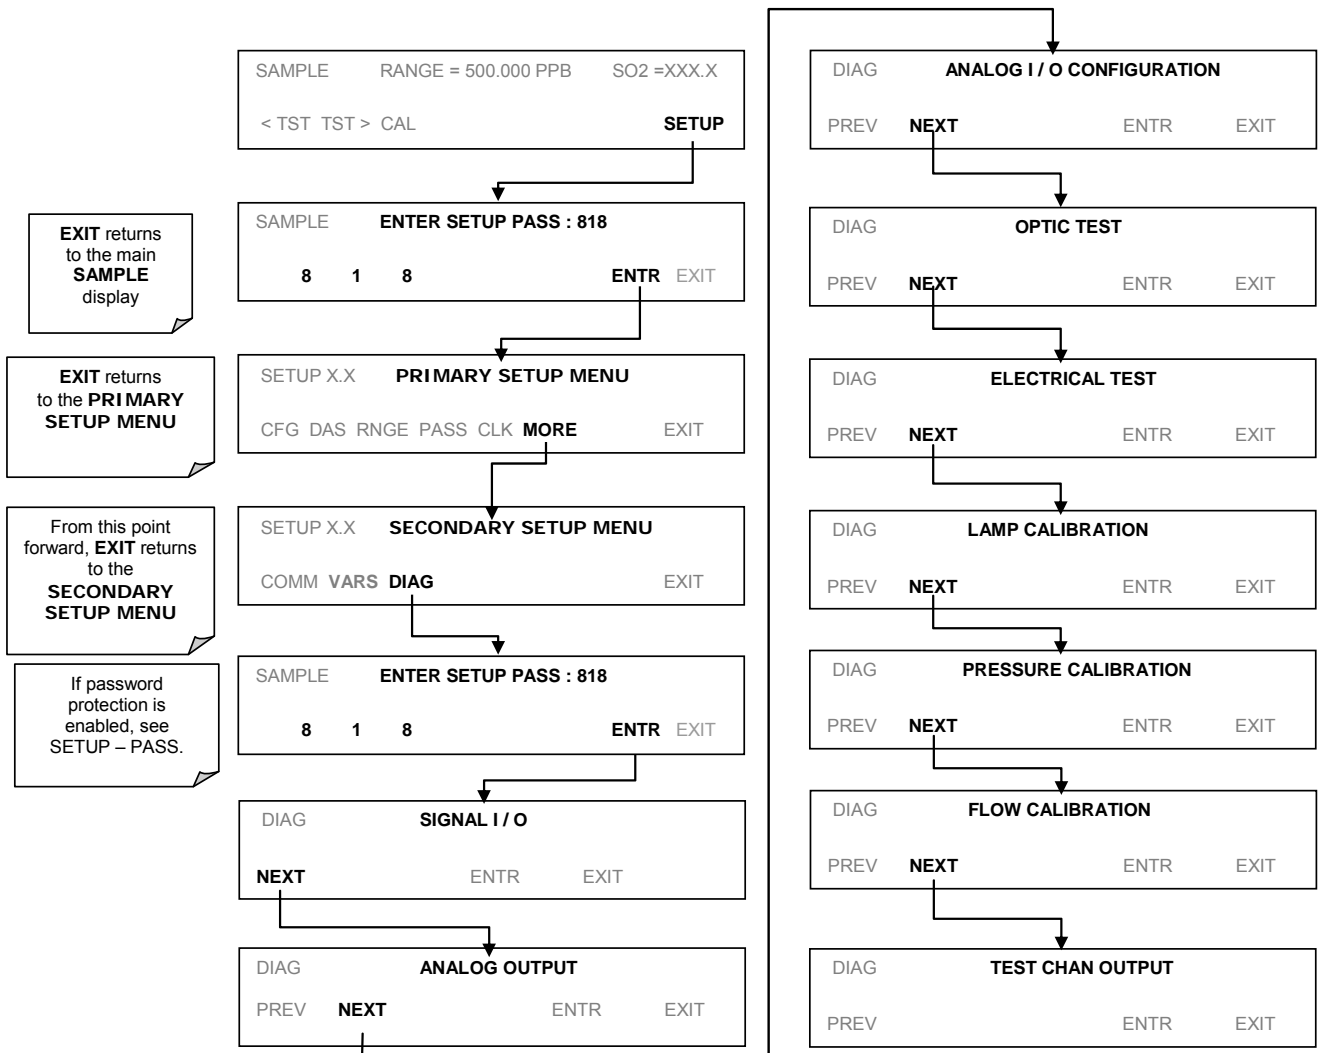 SAMPLE RANGE = 500.000 PPB SO2 =XXX.X
< TST TST > CAL SETUP
EXIT returns
to the main
SAMPLE
display
SAMPLE ENTER SETUP PASS : 818
8 1 8 ENTR EXIT
EXIT returns
to the PRIMARY
SETUP MENU
SETUP X.X PRIMARY SETUP MENU
CFG DAS RNGE PASS CLK MORE EXIT
From this point
forward, EXIT returns
to the
SECONDARY
SETUP MENU
SETUP X.X SECONDARY SETUP MENU
COMM VARS DIAG EXIT
If password
protection is
enabled, see
SETUP – PASS.
SAMPLE ENTER SETUP PASS : 818
8 1 8 ENTR EXIT
DIAG SIGNAL I / O
NEXT ENTR EXIT
DIAG ANALOG OUTPUT
PREV NEXT ENTR EXIT
DIAG ANALOG I / O CONFIGURATION
PREV NEXT ENTR EXIT
DIAG OPTIC TEST
PREV NEXT ENTR EXIT
DIAG ELECTRICAL TEST
PREV NEXT ENTR EXIT
DIAG LAMP CALIBRATION
PREV NEXT ENTR EXIT
DIAG PRESSURE CALIBRATION
PREV NEXT ENTR EXIT
DIAG FLOW CALIBRATION
PREV NEXT ENTR EXIT
DIAG TEST CHAN OUTPUT
PREV ENTR EXIT